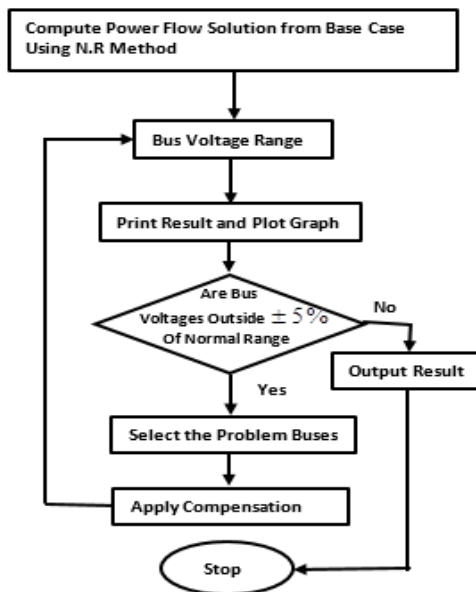 Compute Power Flow Solution from Base Case
Using N.R Method
Bus Voltage Range
Print Result and Plot Graph
Are Bus
Voltages Outside ±5%
Of Normal Range
No
Output Result
Yes
Select the Problem Buses
Apply Compensation
Stop